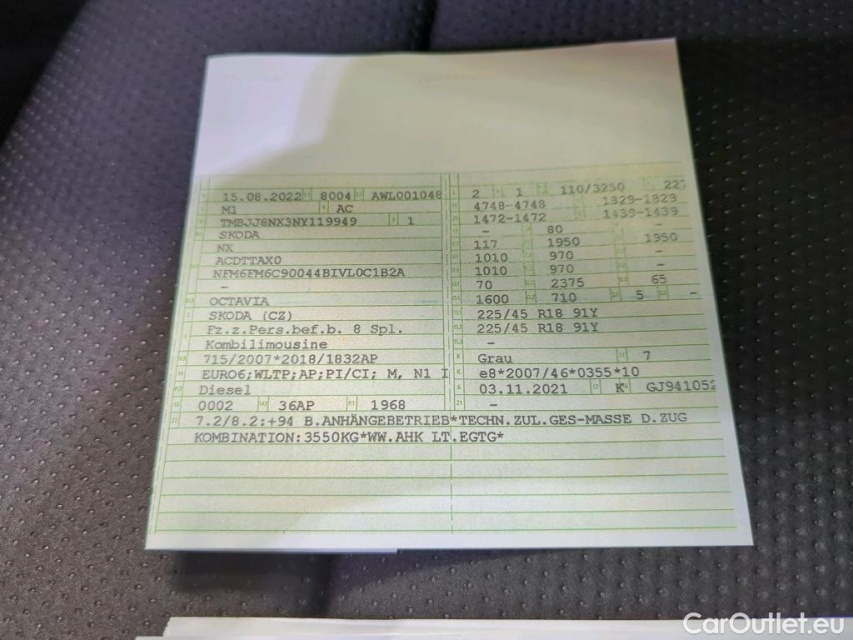 15.08.2022 8004 AWL001048
M1 AC
TMBJJ8NX3NY119949 1
SKODA
NX
ACDTTAX0
NFM6FM6C90044BIVL0C1B2A
-
OCTAVIA
SKODA (CZ)
Fz.z.Pers.bef.b. 8 Spl.
Kombilimousine
715/2007*2018/1832AP
EURO6;WLTP;AP;PI/CI; M, N1 I
Diesel
0002 36AP 1968
2 1 110/3250 227
4748-4748 1829-1829
1472-1472 1439-1439
- 80
117 1950 1950
1010 970 -
1010 970 -
70 2375 65
1600 710 5 -
225/45 R18 91Y
225/45 R18 91Y
-
Grau 7
e8*2007/46*0355*10
03.11.2021 K GJ941052
-
7.2/8.2:+94 B.ANHÄNGEBETRIEB*TECHN.ZUL.GES-MASSE D.ZUG
KOMBINATION:3550KG*WW.AHK LT.EGTG*
CarOutlet.eu